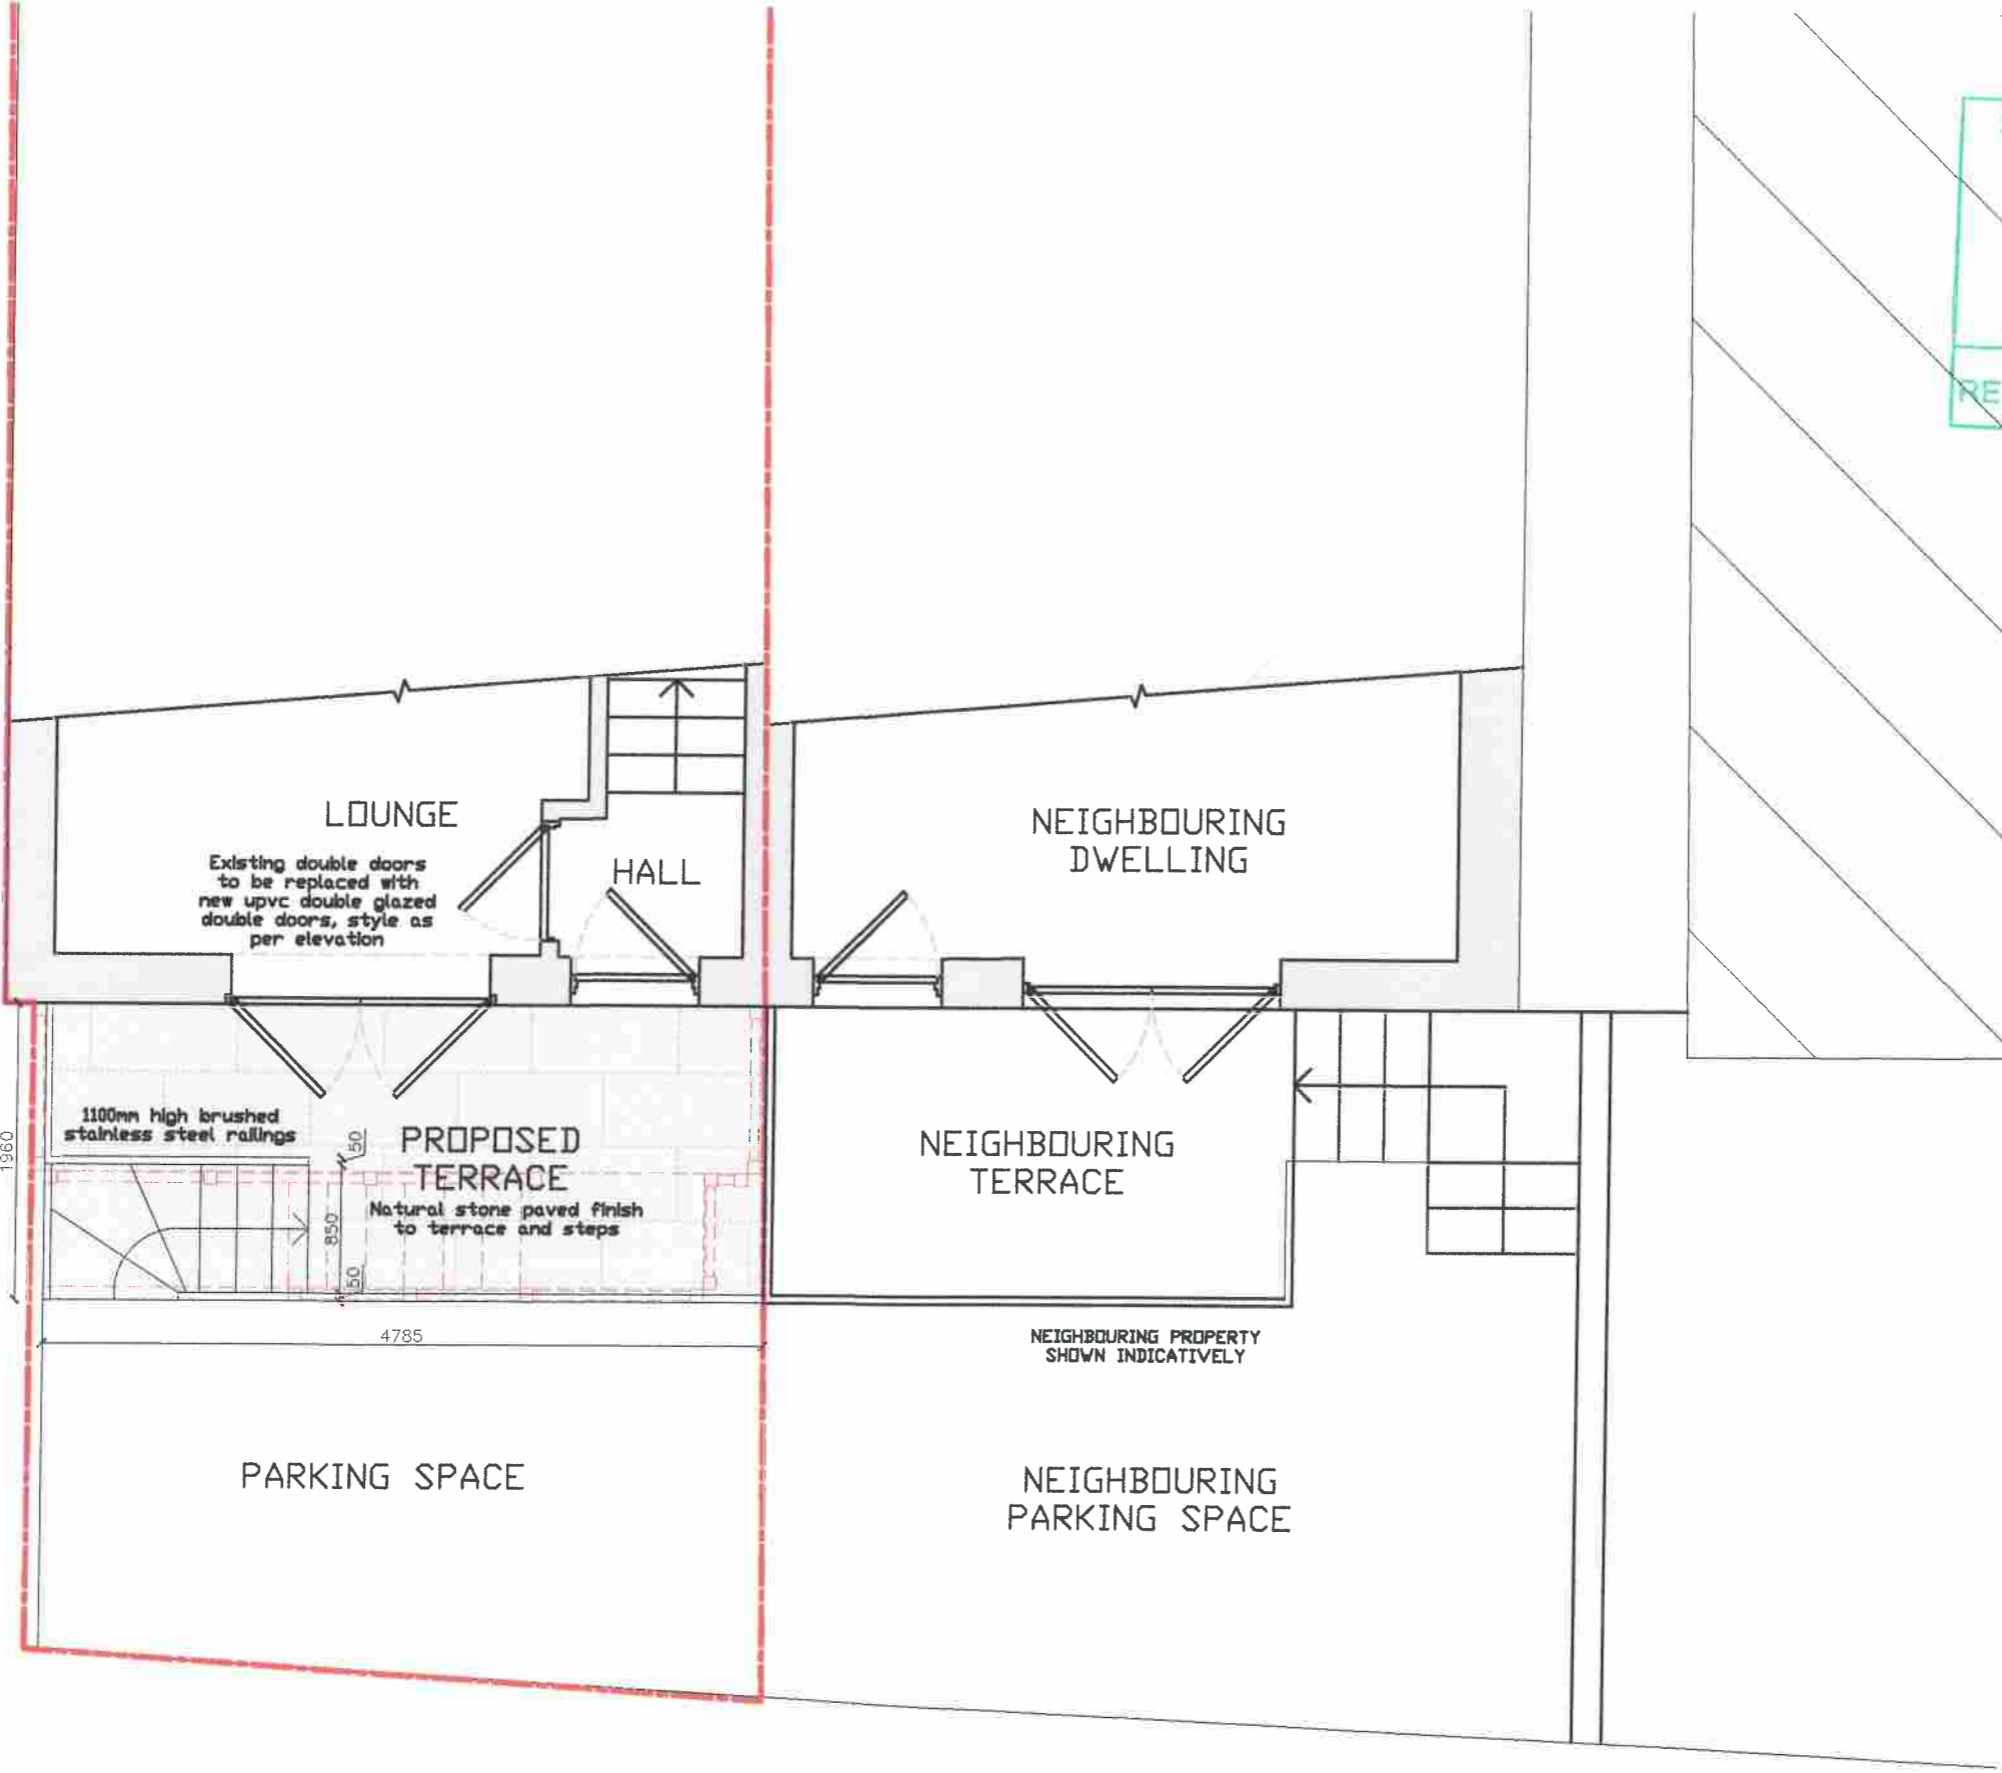 RE
LOUNGE
Existing double doors
to be replaced with
new upvc double glazed
double doors, style as
per elevation
HALL
NEIGHBOURING
DWELLING
1100mm high brushed
stainless steel railings
1960
50
850
50
PROPOSED
TERRACE
Natural stone paved finish
to terrace and steps
NEIGHBOURING
TERRACE
4785
NEIGHBOURING PROPERTY
SHOWN INDICATIVELY
PARKING SPACE
NEIGHBOURING
PARKING SPACE